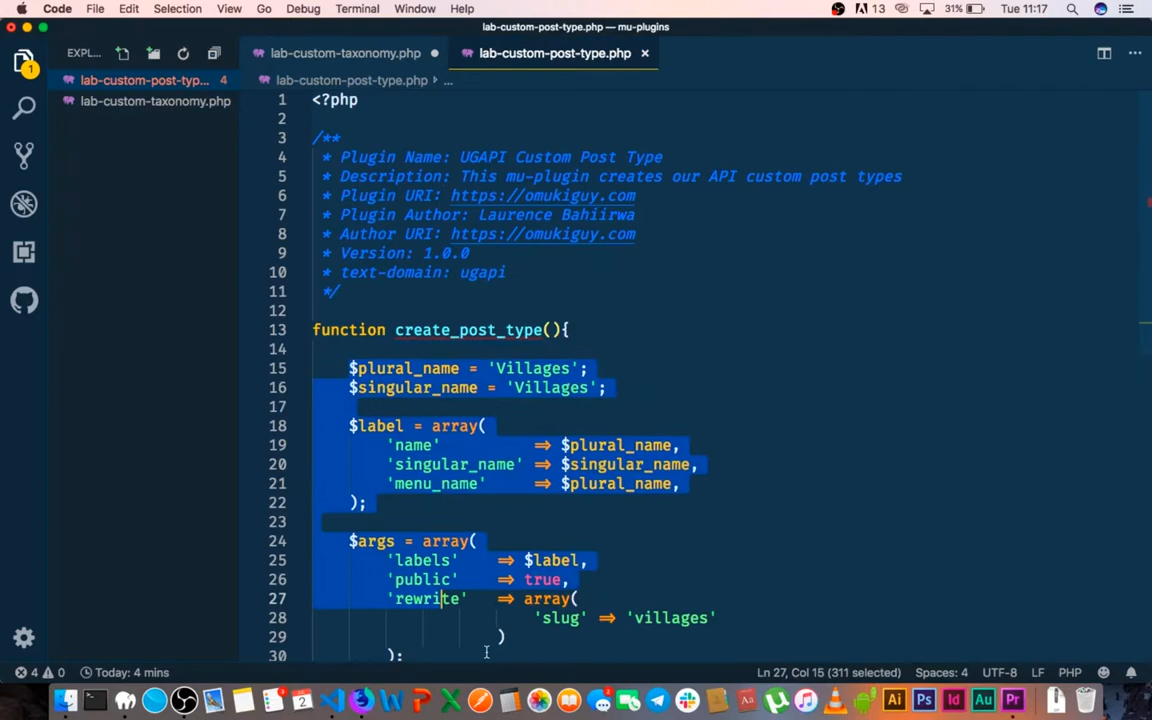 Code File Edit Selection View Go Debug Terminal Window Help 13 31% Tue 11:17
lab-custom-post-type.php — mu-plugins
EXPL... lab-custom-taxonomy.php lab-custom-post-type.php
1
lab-custom-post-typ... 4 lab-custom-post-type.php › ...
lab-custom-taxonomy.php
1 <?php
2
3 /**
4 * Plugin Name: UGAPI Custom Post Type
5 * Description: This mu-plugin creates our API custom post types
6 * Plugin URI: https://omukiguy.com
7 * Plugin Author: Laurence Bahiirwa
8 * Author URI: https://omukiguy.com
9 * Version: 1.0.0
10 * text-domain: ugapi
11 */
12
13 function create_post_type(){
14
15 $plural_name = 'Villages';
16 $singular_name = 'Villages';
17
18 $label = array(
19 'name' => $plural_name,
20 'singular_name' => $singular_name,
21 'menu_name' => $plural_name,
22 );
23
24 $args = array(
25 'labels' => $label,
26 'public' => true,
27 'rewrite' => array(
28 'slug' => 'villages'
29 )
30 );
4 0 Today: 4 mins Ln 27, Col 15 (311 selected) Spaces: 4 UTF-8 LF PHP